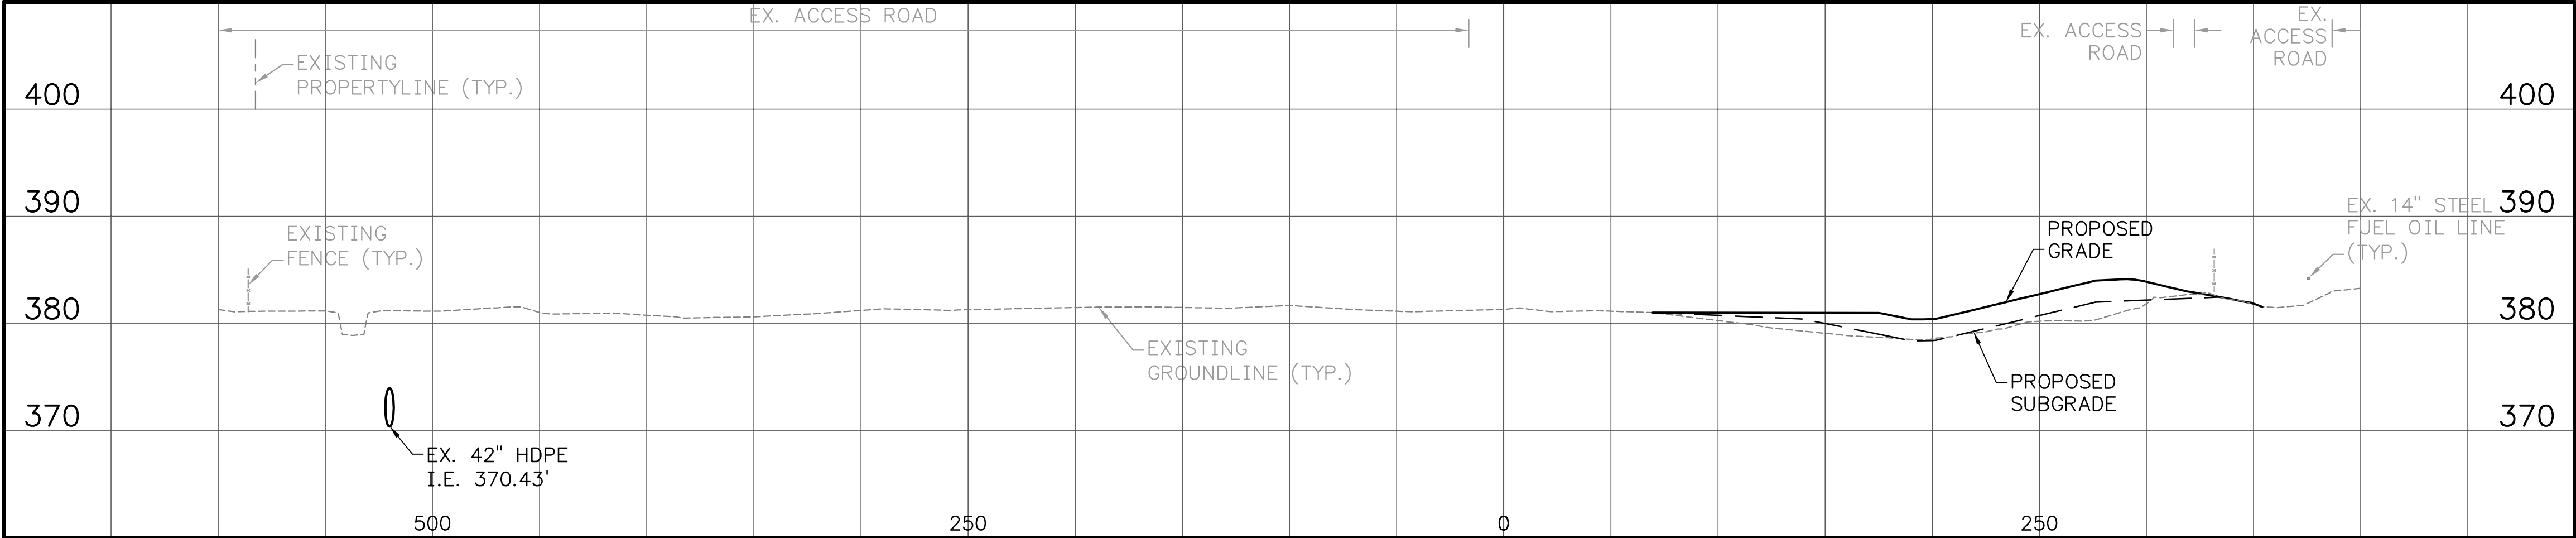 EX. ACCESS ROAD
EX. ACCESS
ROAD
EX.
ACCESS
ROAD
EXISTING
PROPERTYLINE (TYP.)
400
400
390
390
EX. 14" STEEL
FUEL OIL LINE
(TYP.)
EXISTING
FENCE (TYP.)
PROPOSED
GRADE
380
380
EXISTING
GROUNDLINE (TYP.)
PROPOSED
SUBGRADE
370
370
EX. 42" HDPE
I.E. 370.43'
500
250
0
250